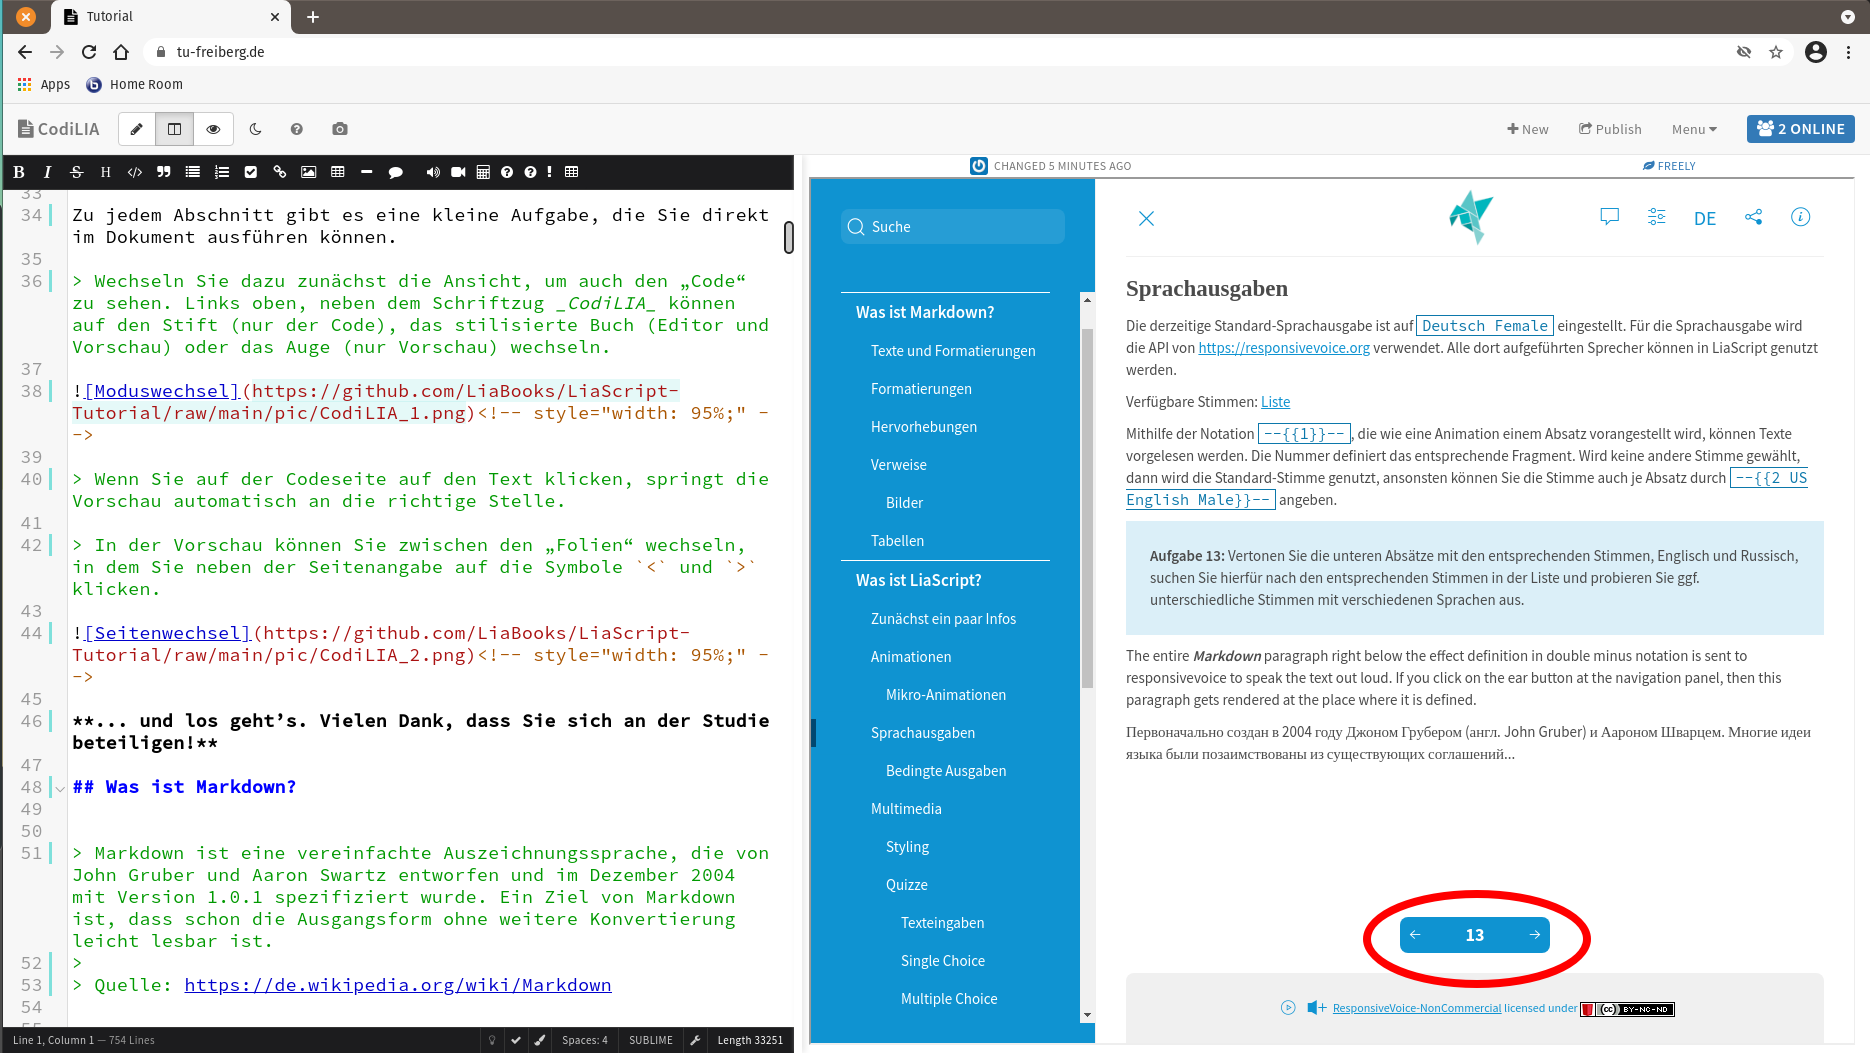 Tutorial
tu-freiberg.de
Apps
Home Room
CodiLIA
New
Publish
Menu
2 ONLINE
B I S H
CHANGED 5 MINUTES AGO
FREELY
33
34 Zu jedem Abschnitt gibt es eine kleine Aufgabe, die Sie direkt
im Dokument ausführen können.
35
36 > Wechseln Sie dazu zunächst die Ansicht, um auch den „Code“
zu sehen. Links oben, neben dem Schriftzug _CodiLIA_ können
auf den Stift (nur der Code), das stilisierte Buch (Editor und
Vorschau) oder das Auge (nur Vorschau) wechseln.
37
38 ![Moduswechsel](https://github.com/LiaBooks/LiaScript-
Tutorial/raw/main/pic/CodiLIA_1.png)<!-- style="width: 95%;" -
->
39
40 > Wenn Sie auf der Codeseite auf den Text klicken, springt die
Vorschau automatisch an die richtige Stelle.
41
42 > In der Vorschau können Sie zwischen den „Folien“ wechseln,
in dem Sie neben der Seitenangabe auf die Symbole `<` und `>`
klicken.
43
44 ![Seitenwechsel](https://github.com/LiaBooks/LiaScript-
Tutorial/raw/main/pic/CodiLIA_2.png)<!-- style="width: 95%;" -
->
45
46 **... und los geht’s. Vielen Dank, dass Sie sich an der Studie
beteiligen!**
47
48 ## Was ist Markdown?
49
50
51 > Markdown ist eine vereinfachte Auszeichnungssprache, die von
John Gruber und Aaron Swartz entworfen und im Dezember 2004
mit Version 1.0.1 spezifiziert wurde. Ein Ziel von Markdown
ist, dass schon die Ausgangsform ohne weitere Konvertierung
leicht lesbar ist.
52 >
53 > Quelle: https://de.wikipedia.org/wiki/Markdown
54
Line 1, Column 1 — 754 Lines
Spaces: 4
SUBLIME
Length 33251
Suche
Was ist Markdown?
Texte und Formatierungen
Formatierungen
Hervorhebungen
Verweise
Bilder
Tabellen
Was ist LiaScript?
Zunächst ein paar Infos
Animationen
Mikro-Animationen
Sprachausgaben
Bedingte Ausgaben
Multimedia
Styling
Quizze
Texteingaben
Single Choice
Multiple Choice
DE
Sprachausgaben
Die derzeitige Standard-Sprachausgabe ist auf Deutsch Female eingestellt. Für die Sprachausgabe wird
die API von https://responsivevoice.org verwendet. Alle dort aufgeführten Sprecher können in LiaScript genutzt
werden.
Verfügbare Stimmen: Liste
Mithilfe der Notation --{{1}}--, die wie eine Animation einem Absatz vorangestellt wird, können Texte
vorgelesen werden. Die Nummer definiert das entsprechende Fragment. Wird keine andere Stimme gewählt,
dann wird die Standard-Stimme genutzt, ansonsten können Sie die Stimme auch je Absatz durch --{{2 US
English Male}}-- angeben.
Aufgabe 13: Vertonen Sie die unteren Absätze mit den entsprechenden Stimmen, Englisch und Russisch,
suchen Sie hierfür nach den entsprechenden Stimmen in der Liste und probieren Sie ggf.
unterschiedliche Stimmen mit verschiedenen Sprachen aus.
The entire Markdown paragraph right below the effect definition in double minus notation is sent to
responsivevoice to speak the text out loud. If you click on the ear button at the navigation panel, then this
paragraph gets rendered at the place where it is defined.
Первоначально создан в 2004 году Джоном Грубером (англ. John Gruber) и Аароном Шварцем. Многие идеи
языка были позаимствованы из существующих соглашений...
← 13 →
ResponsiveVoice-NonCommercial licensed under
cc BY-NC-ND